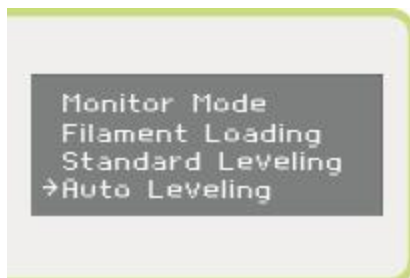 Monitor Mode
Filament Loading
Standard Leveling
→Auto Leveling